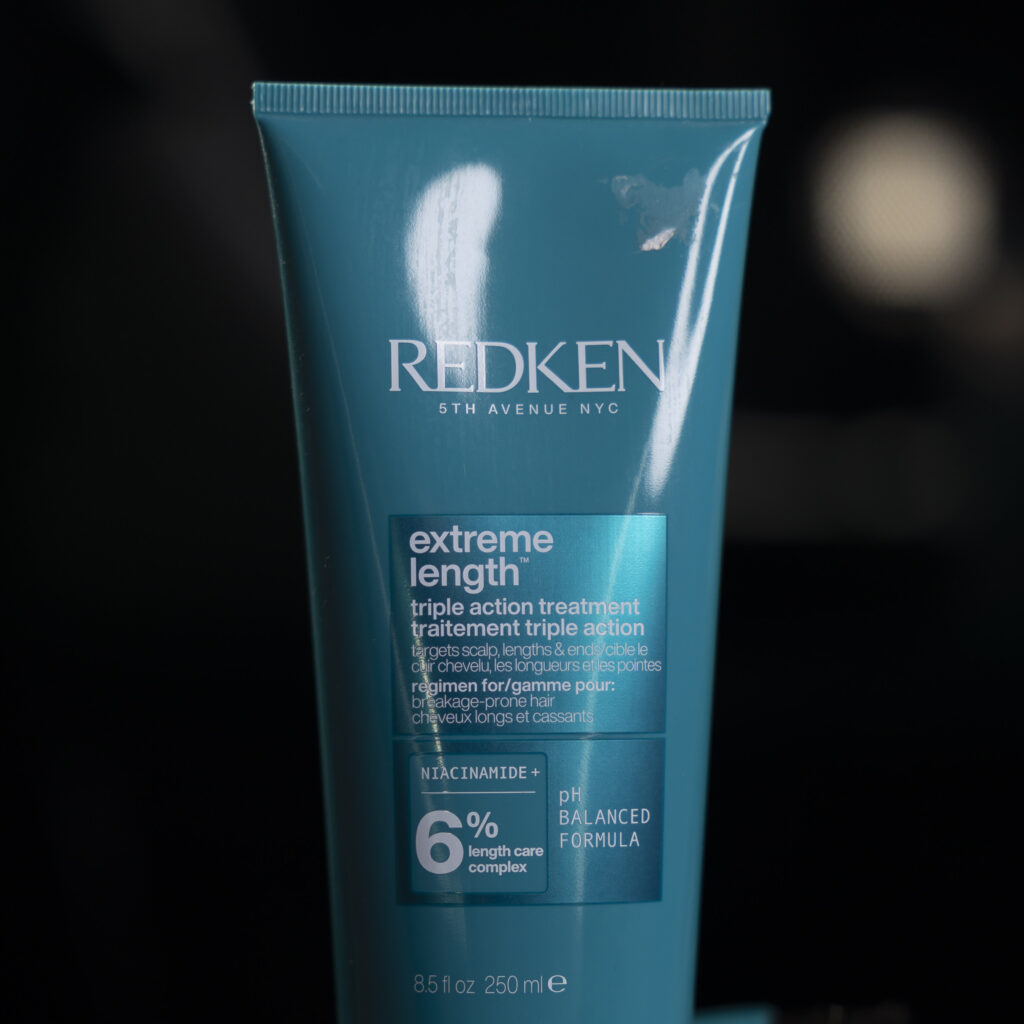 REDKEN
5TH AVENUE NYC
extreme
length™
triple action treatment
traitement triple action
targets scalp, lengths & ends/cible le
cuir chevelu, les longueurs et les pointes
regimen for/gamme pour:
breakage-prone hair
cheveux longs et cassants
NIACINAMIDE +
6%
length care
complex
pH
BALANCED
FORMULA
8.5 fl oz 250 ml ℮